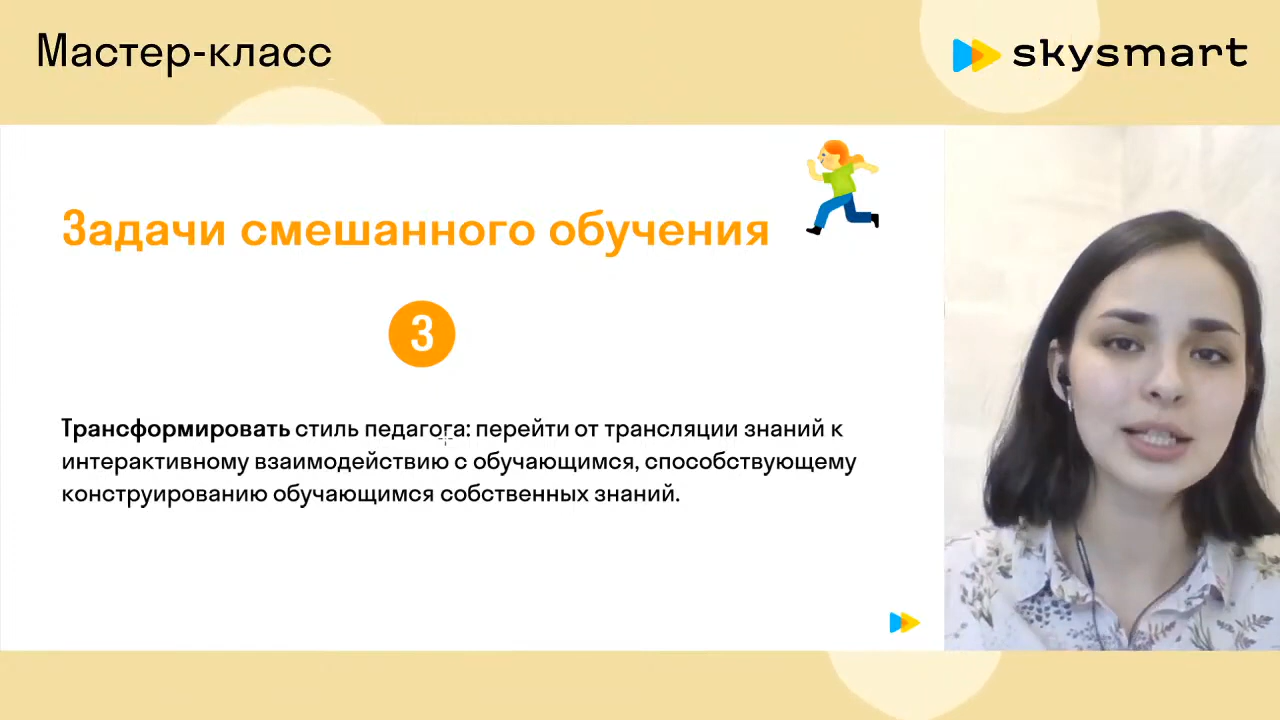 Мастер-класс
skysmart
Задачи смешанного обучения
3
Трансформировать стиль педагога: перейти от трансляции знаний к
интерактивному взаимодействию с обучающимся, способствующему
конструированию обучающимся собственных знаний.